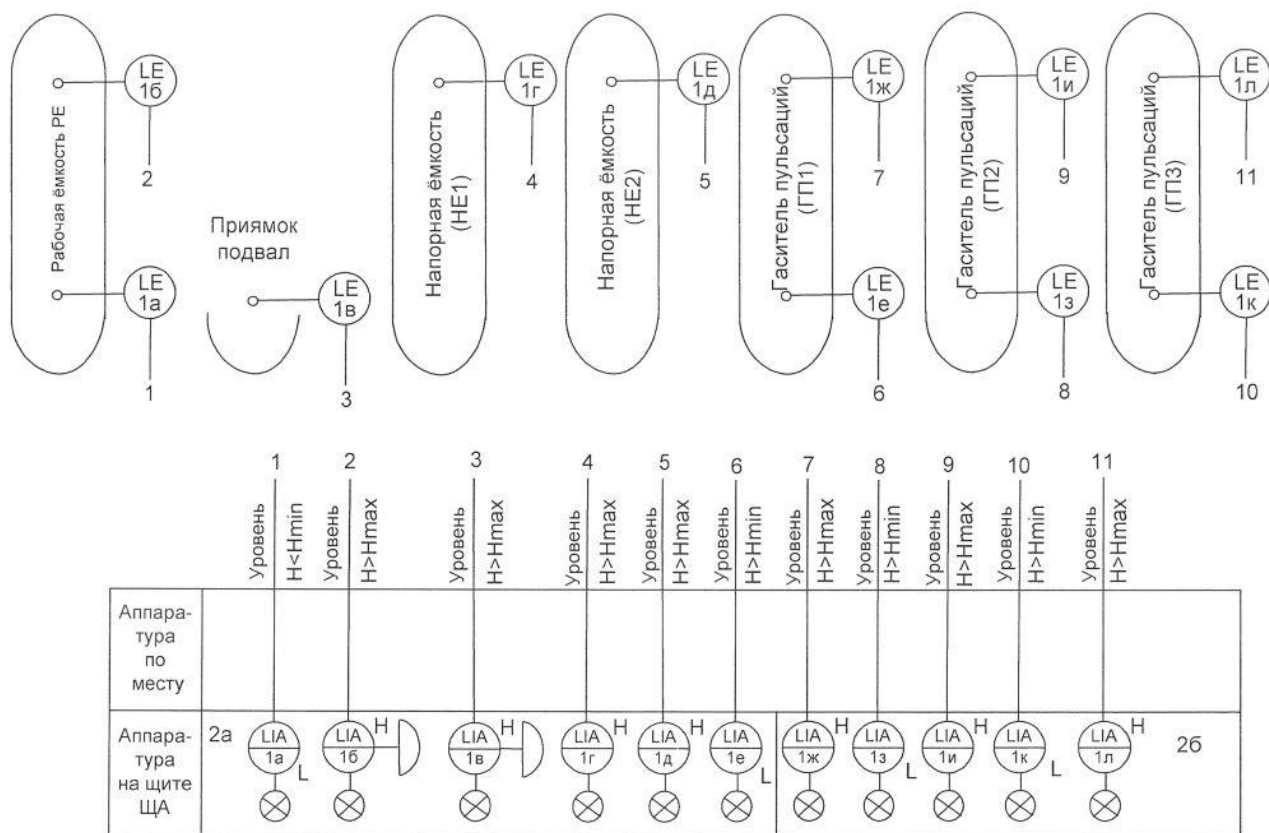 LE
1б
2
Рабочая ёмкость РЕ
LE
1а
1
Приямок
подвал
LE
1в
3
Напорная ёмкость
(НЕ1)
LE
1г
4
Напорная ёмкость
(НЕ2)
LE
1д
5
Гаситель пульсаций
(ГП1)
LE
1ж
7
LE
1е
6
Гаситель пульсаций
(ГП2)
LE
1и
9
LE
1з
8
Гаситель пульсаций
(ГП3)
LE
1л
11
LE
1к
10
1
2
3
4
5
6
7
8
9
10
11
Уровень
H<Hmin
Уровень
H>Hmax
Уровень
H>Hmax
Уровень
H>Hmax
Уровень
H>Hmax
Уровень
H>Hmin
Уровень
H>Hmax
Уровень
H>Hmin
Уровень
H>Hmax
Уровень
H>Hmin
Уровень
H>Hmax
Аппара-
тура
по
месту
Аппара-
тура
на щите
ЩА
2а
LIA
1а
L
LIA
1б
H
LIA
1в
H
LIA
1г
H
LIA
1д
H
LIA
1е
L
LIA
1ж
H
LIA
1з
L
LIA
1и
H
LIA
1к
L
LIA
1л
H
2б